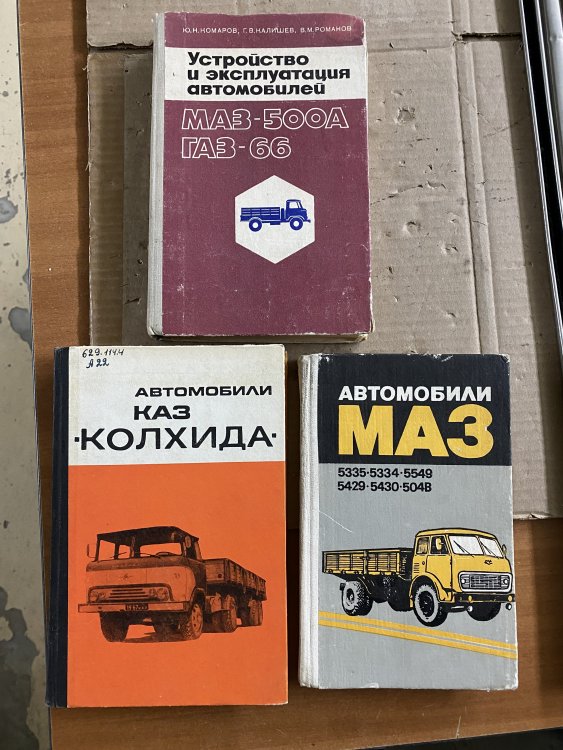 Ю.Н.КОМАРОВ, Г.В.КАЛИШЕВ, В.М.РОМАНОВ
Устройство
и эксплуатация
автомобилей
МАЗ-500А
ГАЗ-66
629.114.4
А22
АВТОМОБИЛИ
КАЗ
·КОЛХИДА·
АВТОМОБИЛИ
МАЗ
5335·5334·5549
5429·5430·504В